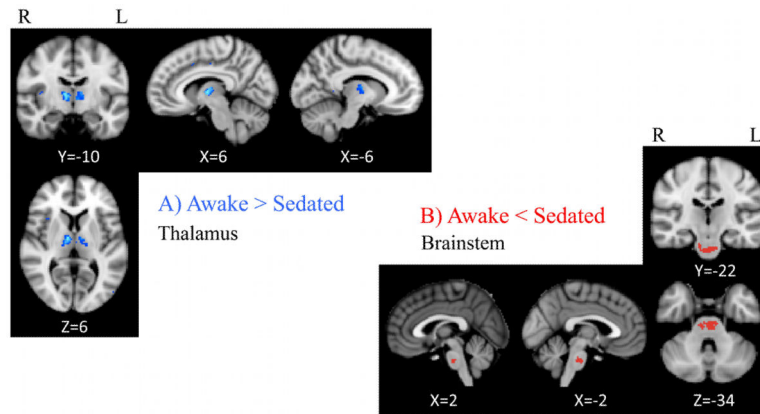 R L
Y=-10
X=6
X=-6
Z=6
A) Awake > Sedated
Thalamus
B) Awake < Sedated
Brainstem
R L
Y=-22
X=2
X=-2
Z=-34